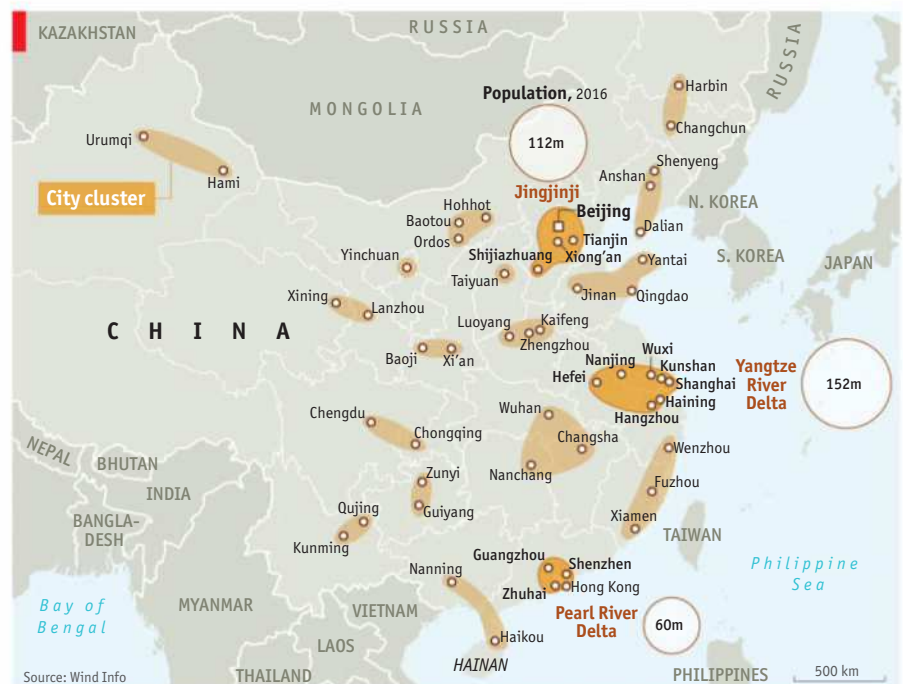 KAZAKHSTAN
RUSSIA
RUSSIA
MONGOLIA
Population, 2016
112m
Jingjinji
Harbin
Changchun
Urumqi
Hami
City cluster
Shenyeng
Anshan
Dalian
N. KOREA
S. KOREA
JAPAN
Hohhot
Baotou
Ordos
Beijing
Tianjin
Xiong'an
Shijiazhuang
Yinchuan
Taiyuan
Yantai
Jinan
Qingdao
Xining
Lanzhou
CHINA
Luoyang
Kaifeng
Zhengzhou
Baoji
Xi'an
Wuxi
Nanjing
Kunshan
Hefei
Shanghai
Haining
Hangzhou
Yangtze
River
Delta
152m
Chengdu
Chongqing
Wuhan
Changsha
Nanchang
Wenzhou
Fuzhou
Xiamen
TAIWAN
NEPAL
BHUTAN
INDIA
BANGLA-
DESH
Zunyi
Guiyang
Qujing
Kunming
Guangzhou
Shenzhen
Zhuhai
Hong Kong
Pearl River
Delta
60m
Nanning
Haikou
HAINAN
Philippine
Sea
Bay of
Bengal
MYANMAR
VIETNAM
LAOS
THAILAND
PHILIPPINES
500 km
Source: Wind Info